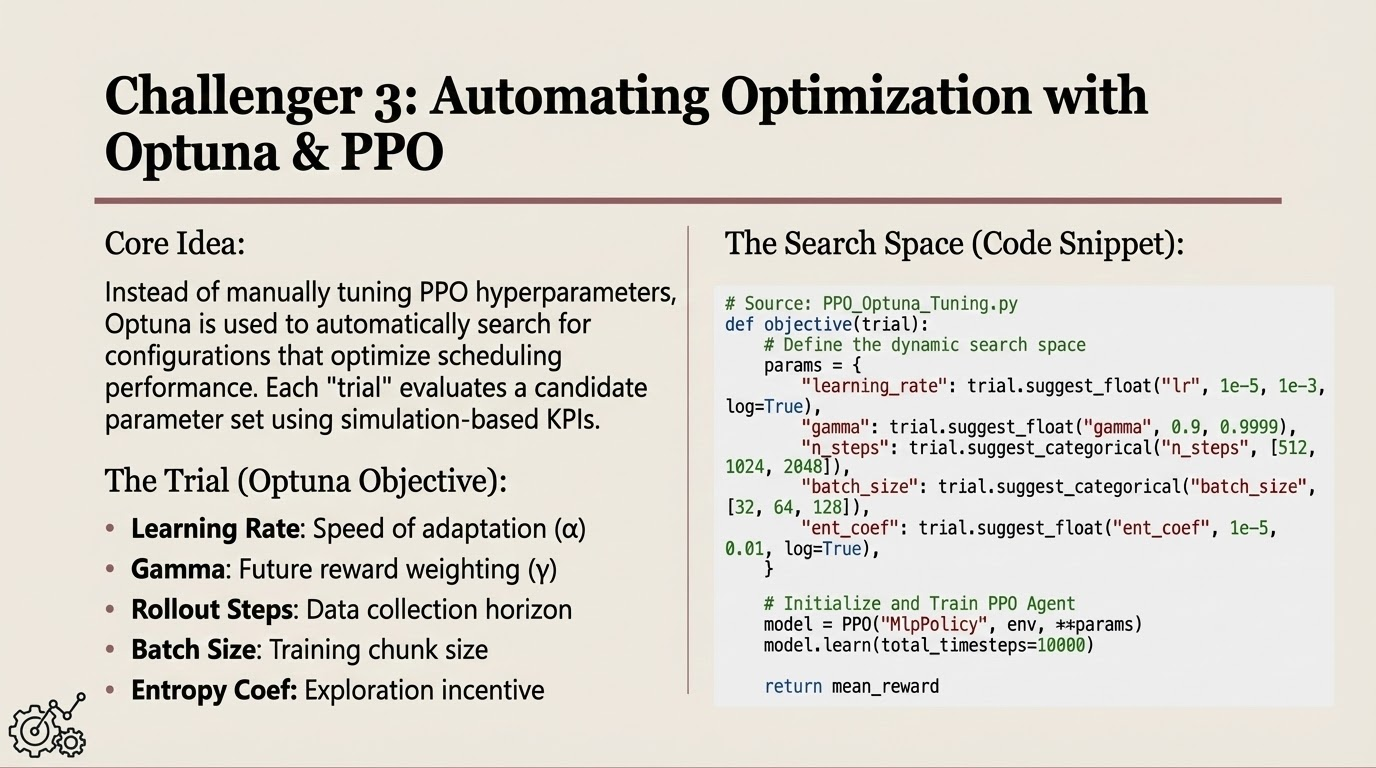 Challenger 3: Automating Optimization with
Optuna & PPO
Core Idea:
Instead of manually tuning PPO hyperparameters,
Optuna is used to automatically search for
configurations that optimize scheduling
performance. Each "trial" evaluates a candidate
parameter set using simulation-based KPIs.
The Trial (Optuna Objective):
• Learning Rate: Speed of adaptation (α)
• Gamma: Future reward weighting (γ)
• Rollout Steps: Data collection horizon
• Batch Size: Training chunk size
• Entropy Coef: Exploration incentive
The Search Space (Code Snippet):
# Source: PPO_Optuna_Tuning.py
def objective(trial):
    # Define the dynamic search space
    params = {
        "learning_rate": trial.suggest_float("lr", 1e-5, 1e-3,
log=True),
        "gamma": trial.suggest_float("gamma", 0.9, 0.9999),
        "n_steps": trial.suggest_categorical("n_steps", [512,
1024, 2048]),
        "batch_size": trial.suggest_categorical("batch_size",
[32, 64, 128]),
        "ent_coef": trial.suggest_float("ent_coef", 1e-5,
0.01, log=True),
    }
    # Initialize and Train PPO Agent
    model = PPO("MlpPolicy", env, **params)
    model.learn(total_timesteps=10000)
    return mean_reward